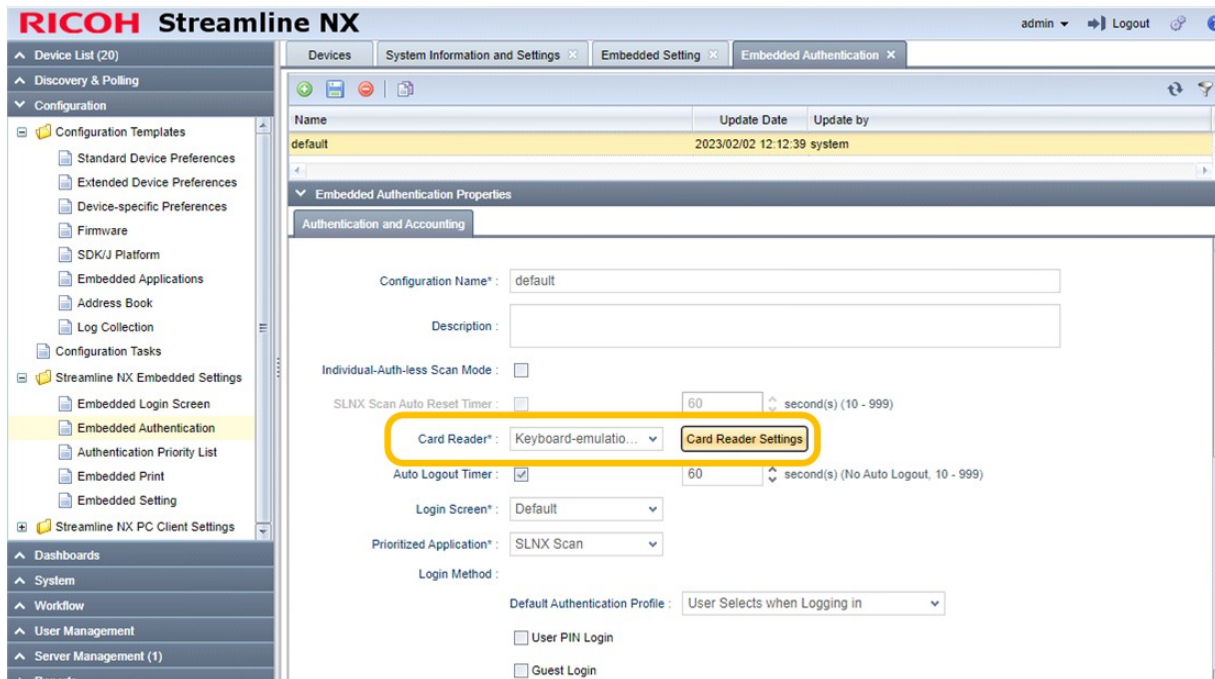 RICOH Streamline NX
admin Logout
Device List (20)
Discovery & Polling
Configuration
Configuration Templates
Standard Device Preferences
Extended Device Preferences
Device-specific Preferences
Firmware
SDK/J Platform
Embedded Applications
Address Book
Log Collection
Configuration Tasks
Streamline NX Embedded Settings
Embedded Login Screen
Embedded Authentication
Authentication Priority List
Embedded Print
Embedded Setting
Streamline NX PC Client Settings
Dashboards
System
Workflow
User Management
Server Management (1)
Devices System Information and Settings Embedded Setting Embedded Authentication
Name Update Date Update by
default 2023/02/02 12:12:39 system
Embedded Authentication Properties
Authentication and Accounting
Configuration Name* : default
Description :
Individual-Auth-less Scan Mode :
SLNX Scan Auto Reset Timer : 60 second(s) (10 - 999)
Card Reader* : Keyboard-emulatio... Card Reader Settings
Auto Logout Timer : 60 second(s) (No Auto Logout, 10 - 999)
Login Screen* : Default
Prioritized Application* : SLNX Scan
Login Method :
Default Authentication Profile : User Selects when Logging in
User PIN Login
Guest Login